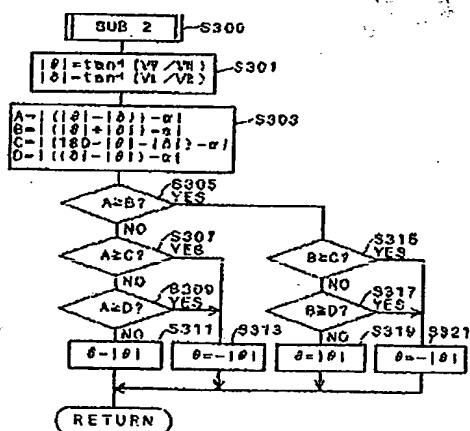 SUB 2
S300
|θ|=tan-1 (V7/VH)
|δ|=tan-1 (V1/V2)
S301
A=|(|θ|-|δ|)-α|
B=|(|θ|+|δ|)-α|
C=|(180-|θ|-|δ|)-α|
D=|(|δ|-|θ|)-α|
S303
A≥B?
S305
YES
NO
A≥C?
S307
YES
B≥C?
S315
YES
NO
NO
A≥D?
S309
YES
B≥D?
S317
YES
NO
NO
S311
S313
S319
S321
θ=|θ|
θ=-|θ|
θ=|θ|
θ=-|θ|
RETURN